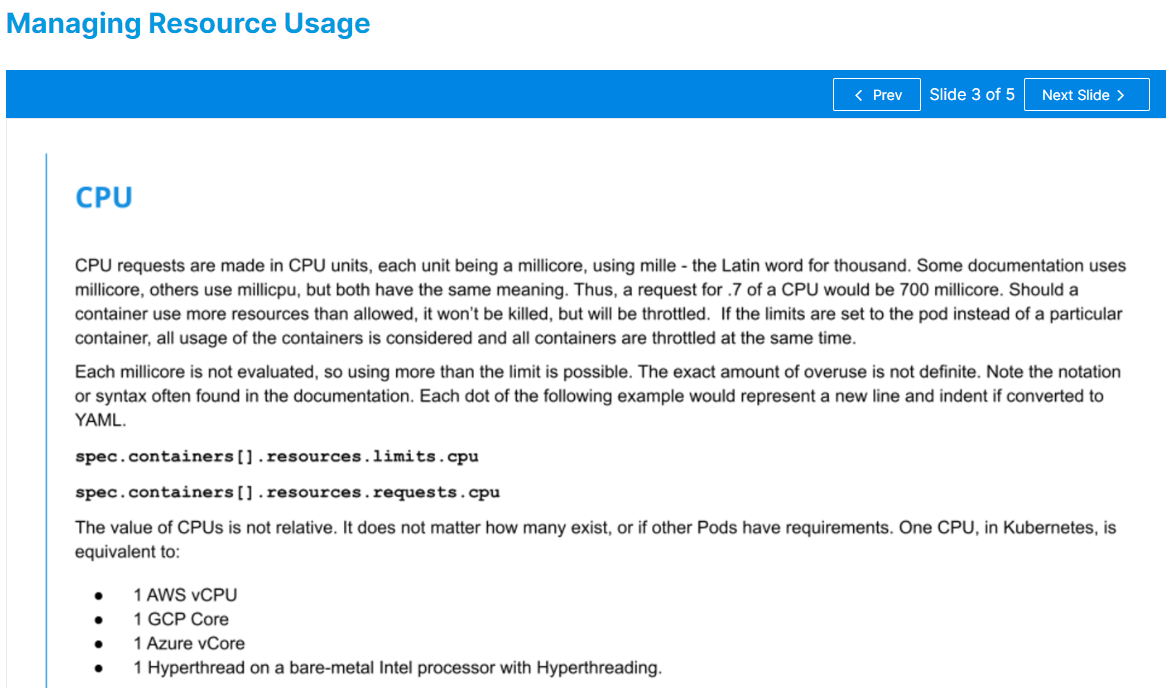 Managing Resource Usage
Prev
Slide 3 of 5
Next Slide
CPU
CPU requests are made in CPU units, each unit being a millicore, using mille - the Latin word for thousand. Some documentation uses
millicore, others use millicpu, but both have the same meaning. Thus, a request for .7 of a CPU would be 700 millicore. Should a
container use more resources than allowed, it won't be killed, but will be throttled.  If the limits are set to the pod instead of a particular
container, all usage of the containers is considered and all containers are throttled at the same time.
Each millicore is not evaluated, so using more than the limit is possible. The exact amount of overuse is not definite. Note the notation
or syntax often found in the documentation. Each dot of the following example would represent a new line and indent if converted to
YAML.
spec.containers[].resources.limits.cpu
spec.containers[].resources.requests.cpu
The value of CPUs is not relative. It does not matter how many exist, or if other Pods have requirements. One CPU, in Kubernetes, is
equivalent to:
● 1 AWS vCPU
● 1 GCP Core
● 1 Azure vCore
● 1 Hyperthread on a bare-metal Intel processor with Hyperthreading.